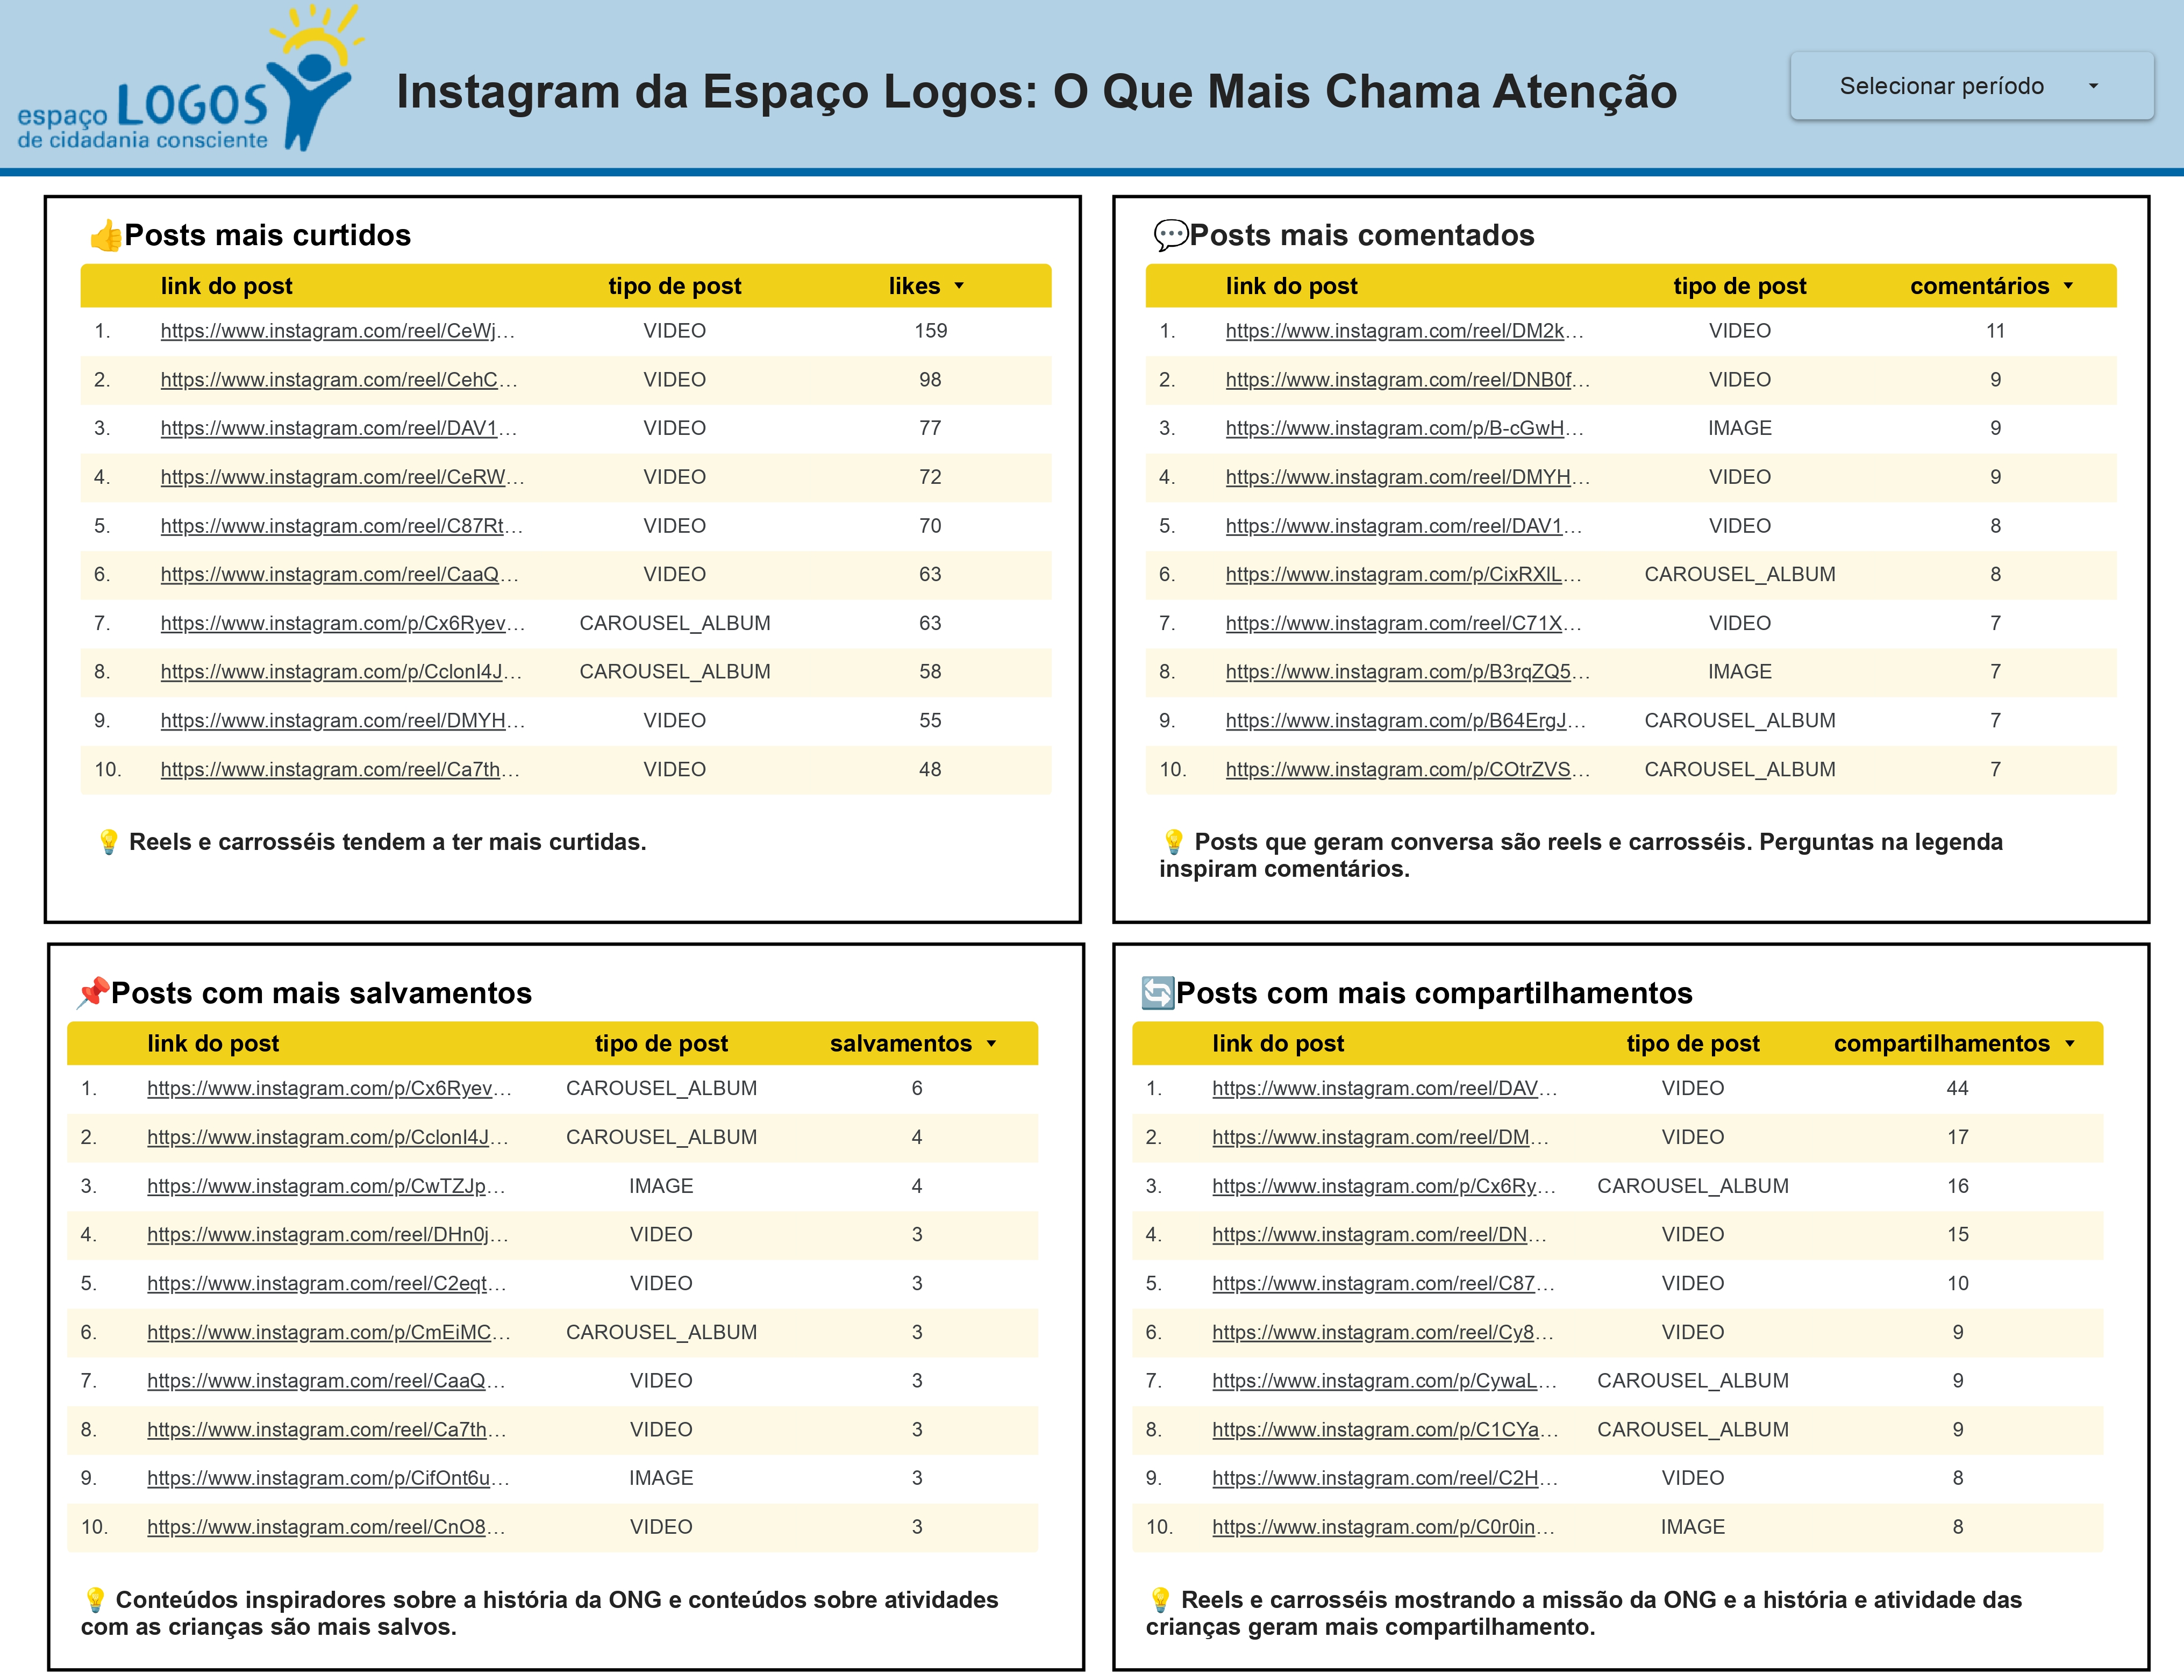 espaço LOGOS
de cidadania consciente
Instagram da Espaço Logos: O Que Mais Chama Atenção
Selecionar período
👍Posts mais curtidos
link do post tipo de post likes
1. https://www.instagram.com/reel/CeWj… VIDEO 159
2. https://www.instagram.com/reel/CehC… VIDEO 98
3. https://www.instagram.com/reel/DAV1… VIDEO 77
4. https://www.instagram.com/reel/CeRW… VIDEO 72
5. https://www.instagram.com/reel/C87Rt… VIDEO 70
6. https://www.instagram.com/reel/CaaQ… VIDEO 63
7. https://www.instagram.com/p/Cx6Ryev… CAROUSEL_ALBUM 63
8. https://www.instagram.com/p/CclonI4J… CAROUSEL_ALBUM 58
9. https://www.instagram.com/reel/DMYH… VIDEO 55
10. https://www.instagram.com/reel/Ca7th… VIDEO 48
💡 Reels e carrosséis tendem a ter mais curtidas.
💬Posts mais comentados
link do post tipo de post comentários
1. https://www.instagram.com/reel/DM2k… VIDEO 11
2. https://www.instagram.com/reel/DNB0f… VIDEO 9
3. https://www.instagram.com/p/B-cGwH… IMAGE 9
4. https://www.instagram.com/reel/DMYH… VIDEO 9
5. https://www.instagram.com/reel/DAV1… VIDEO 8
6. https://www.instagram.com/p/CixRXIL… CAROUSEL_ALBUM 8
7. https://www.instagram.com/reel/C71X… VIDEO 7
8. https://www.instagram.com/p/B3rqZQ5… IMAGE 7
9. https://www.instagram.com/p/B64ErgJ… CAROUSEL_ALBUM 7
10. https://www.instagram.com/p/COtrZVS… CAROUSEL_ALBUM 7
💡 Posts que geram conversa são reels e carrosséis. Perguntas na legenda
inspiram comentários.
📌Posts com mais salvamentos
link do post tipo de post salvamentos
1. https://www.instagram.com/p/Cx6Ryev… CAROUSEL_ALBUM 6
2. https://www.instagram.com/p/CclonI4J… CAROUSEL_ALBUM 4
3. https://www.instagram.com/p/CwTZJp… IMAGE 4
4. https://www.instagram.com/reel/DHn0j… VIDEO 3
5. https://www.instagram.com/reel/C2eqt… VIDEO 3
6. https://www.instagram.com/p/CmEiMC… CAROUSEL_ALBUM 3
7. https://www.instagram.com/reel/CaaQ… VIDEO 3
8. https://www.instagram.com/reel/Ca7th… VIDEO 3
9. https://www.instagram.com/p/CifOnt6u… IMAGE 3
10. https://www.instagram.com/reel/CnO8… VIDEO 3
💡 Conteúdos inspiradores sobre a história da ONG e conteúdos sobre atividades
com as crianças são mais salvos.
🔄Posts com mais compartilhamentos
link do post tipo de post compartilhamentos
1. https://www.instagram.com/reel/DAV… VIDEO 44
2. https://www.instagram.com/reel/DM… VIDEO 17
3. https://www.instagram.com/p/Cx6Ry… CAROUSEL_ALBUM 16
4. https://www.instagram.com/reel/DN… VIDEO 15
5. https://www.instagram.com/reel/C87… VIDEO 10
6. https://www.instagram.com/reel/Cy8… VIDEO 9
7. https://www.instagram.com/p/CywaL… CAROUSEL_ALBUM 9
8. https://www.instagram.com/p/C1CYa… CAROUSEL_ALBUM 9
9. https://www.instagram.com/reel/C2H… VIDEO 8
10. https://www.instagram.com/p/C0r0in… IMAGE 8
💡 Reels e carrosséis mostrando a missão da ONG e a história e atividade das
crianças geram mais compartilhamento.